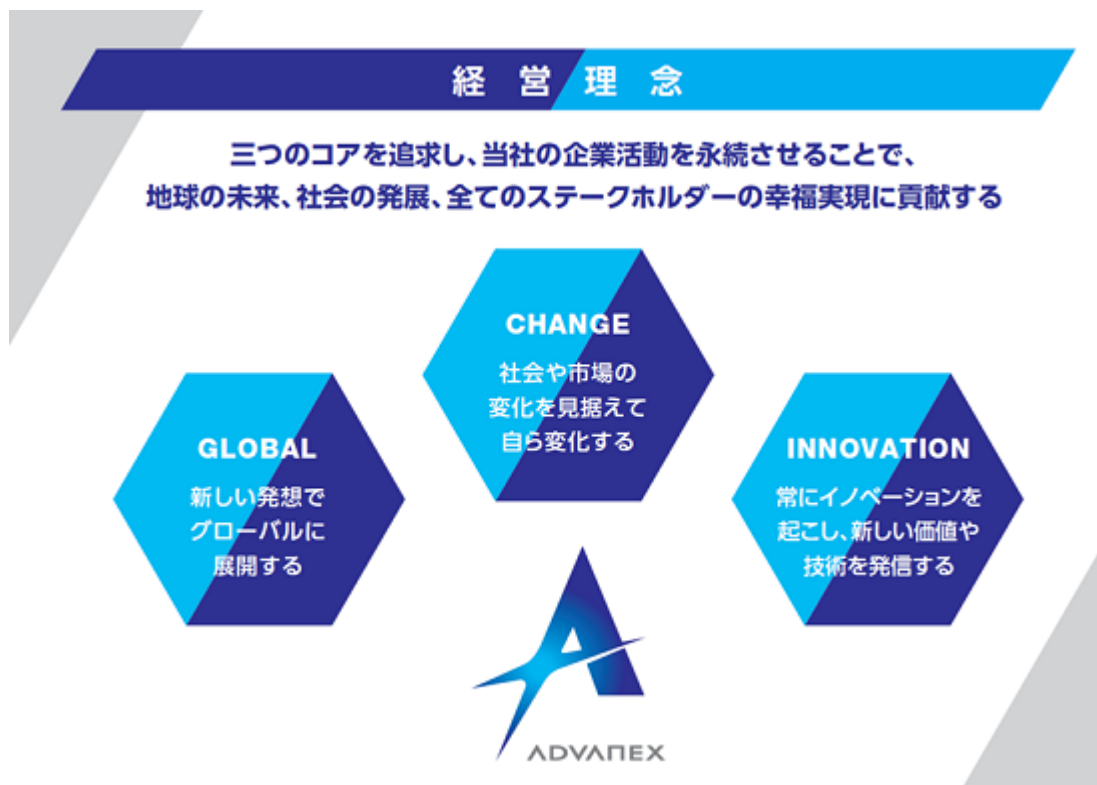 経営理念
三つのコアを追求し、当社の企業活動を永続させることで、
地球の未来、社会の発展、全てのステークホルダーの幸福実現に貢献する
CHANGE
社会や市場の
変化を見据えて
自ら変化する
GLOBAL
新しい発想で
グローバルに
展開する
INNOVATION
常にイノベーションを
起こし、新しい価値や
技術を発信する
ADVANEX